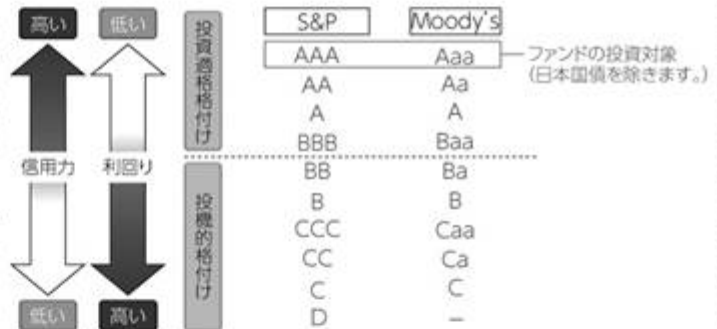 高い 低い
信用力 利回り
低い 高い
投資適格格付け
投機的格付け
S&P Moody's
AAA Aaa
AA Aa
A A
BBB Baa
BB Ba
B B
CCC Caa
CC Ca
C C
D –
ファンドの投資対象
(日本国債を除きます。)